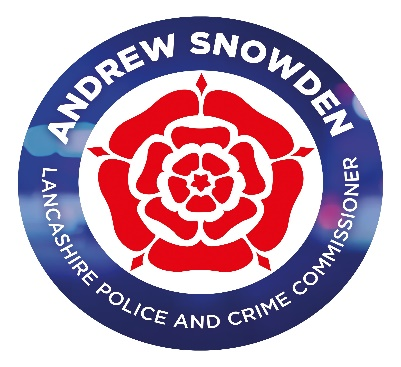 ANDREW SNOWDEN
LANCASHIRE POLICE AND CRIME COMMISSIONER